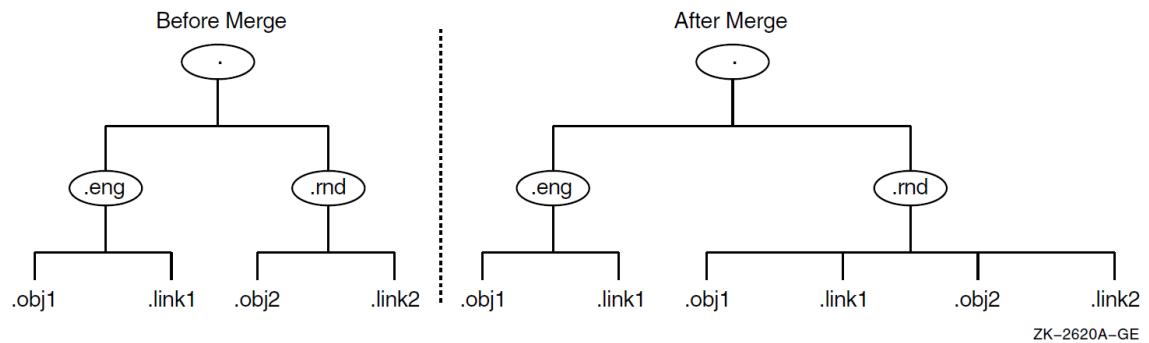 Before Merge After Merge
. .
.eng .rnd .eng .rnd
.obj1 .link1 .obj2 .link2 .obj1 .link1 .obj1 .link1 .obj2 .link2
ZK–2620A–GE